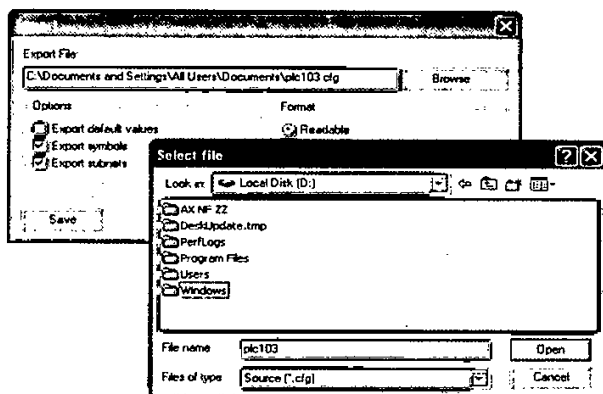 Export File
C:\Documents and Settings\All Users\Documents\plc103 cfg
Browse
Options
Format
Export default values
Readable
Export symbols
Export subnets
Save
Select file
Look in: Local Disk (D:)
AX NF ZZ
DeskUpdate.tmp
PerfLogs
Program Files
Users
Windows
File name
plc103
Open
Files of type
Source (*.cfg)
Cancel